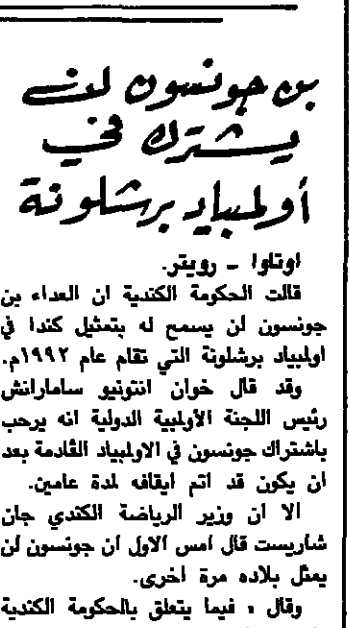 بن جونسون لن
يشترك في
أولمبياد برشلونة
اوتاوا - رويتر.
قالت الحكومة الكندية ان العداء بن
جونسون لن يسمح له بتمثيل كندا في
اولمبياد برشلونة التي تقام عام ١٩٩٢م.
وقد قال خوان انتونيو سامارانش
رئيس اللجنة الأولمبية الدولية انه يرحب
باشتراك جونسون في الاولمبياد القادمة بعد
ان يكون قد اتم ايقافه لمدة عامين.
الا ان وزير الرياضة الكندي جان
شاريست قال امس الاول ان جونسون لن
يمثل بلاده مرة اخرى.
وقال « فيما يتعلق بالحكومة الكندية